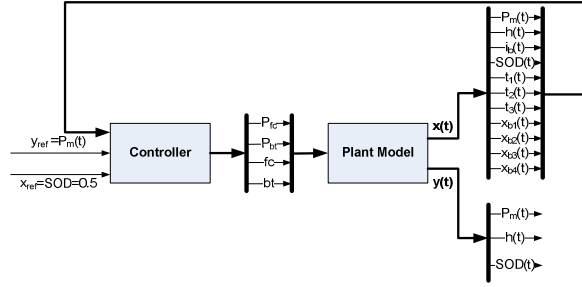 y_ref =P_m(t)
x_ref=SOD=0.5
Controller
P_fc
P_bt
fc
bt
Plant Model
x(t)
y(t)
P_m(t)
h(t)
i_b(t)
SOD(t)
t_1(t)
t_2(t)
t_3(t)
x_b1(t)
x_b2(t)
x_b3(t)
x_b4(t)
P_m(t)
h(t)
SOD(t)